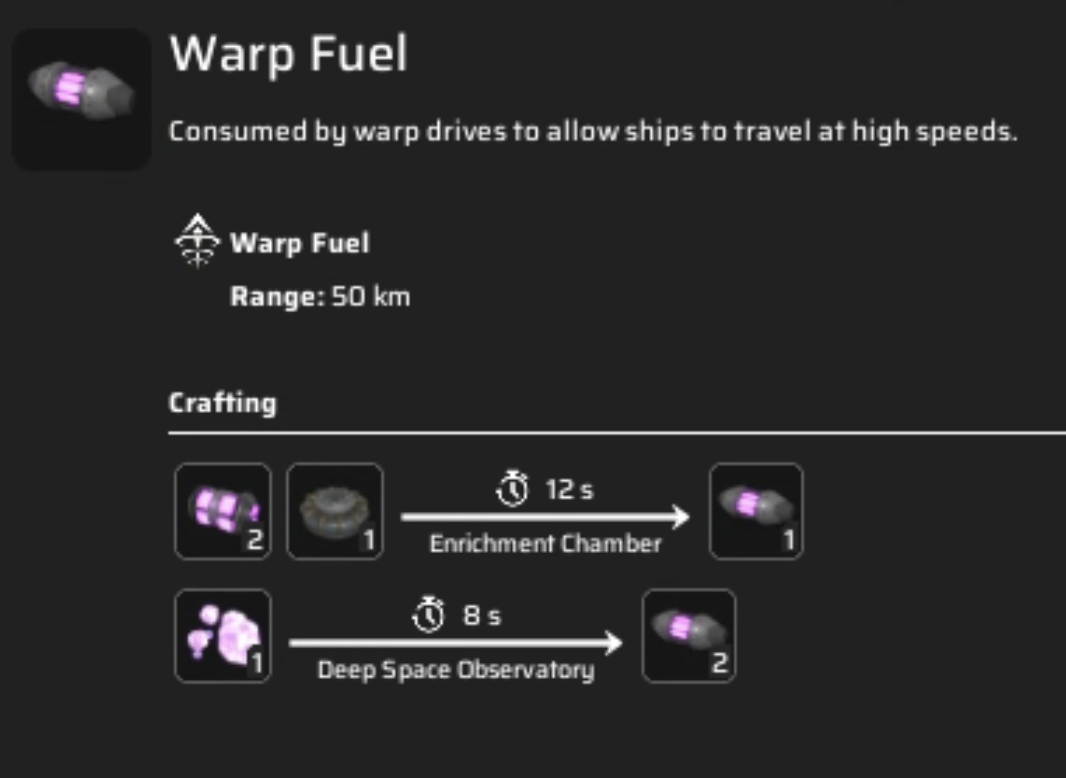 Warp Fuel
Consumed by warp drives to allow ships to travel at high speeds.
Warp Fuel
Range: 50 km
Crafting
2 1 12 s 1
Enrichment Chamber
1 8 s 2
Deep Space Observatory